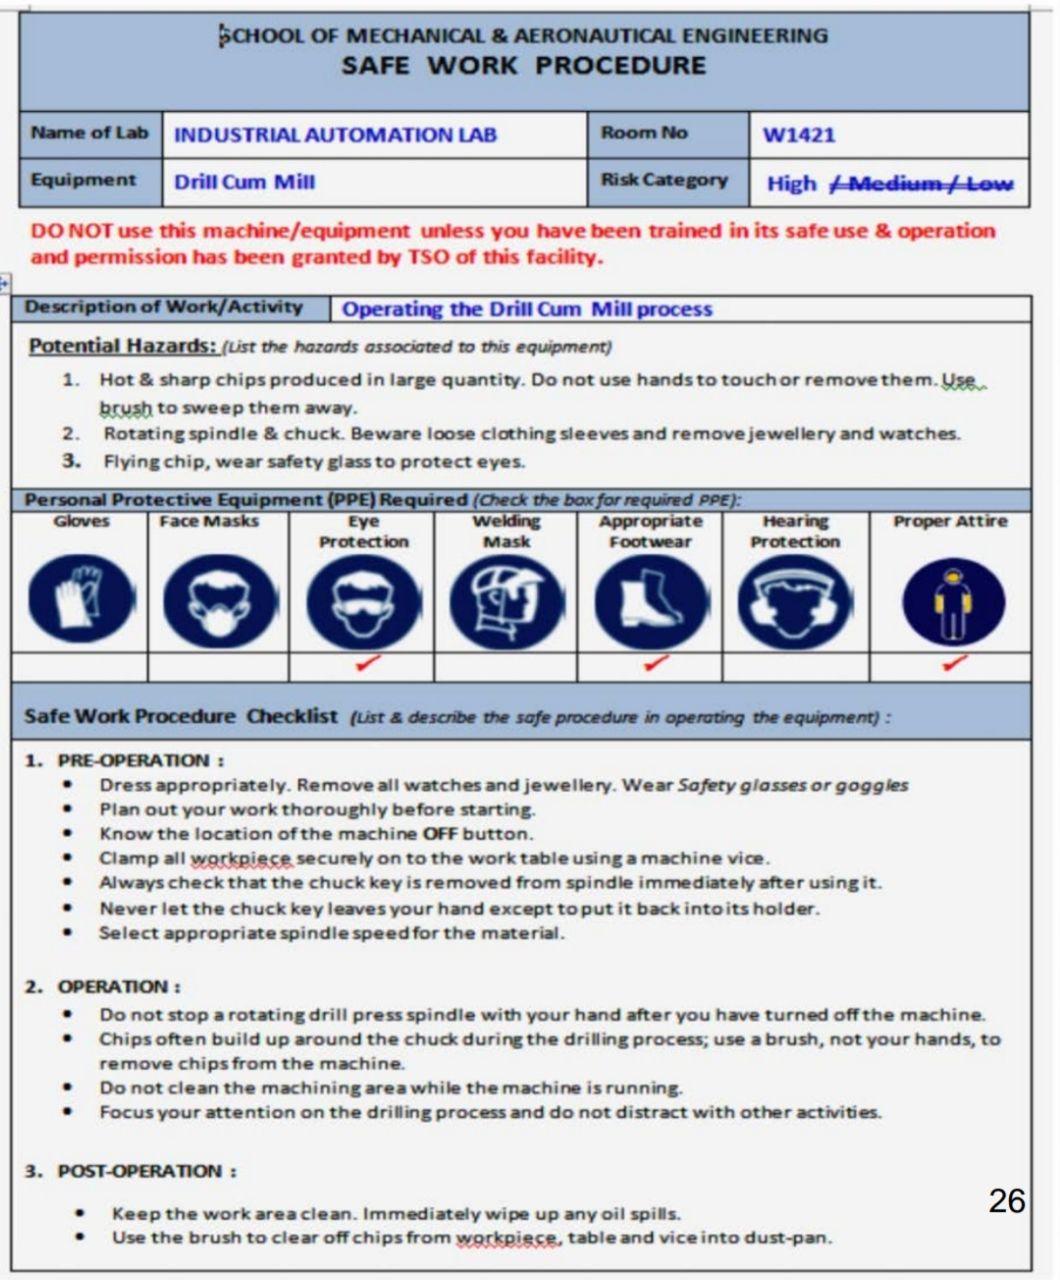 SCHOOL OF MECHANICAL & AERONAUTICAL ENGINEERING
SAFE WORK PROCEDURE
Name of Lab INDUSTRIAL AUTOMATION LAB Room No W1421
Equipment Drill Cum Mill Risk Category High / Medium / Low
DO NOT use this machine/equipment unless you have been trained in its safe use & operation
and permission has been granted by TSO of this facility.
Description of Work/Activity Operating the Drill Cum Mill process
Potential Hazards: (List the hazards associated to this equipment)
1. Hot & sharp chips produced in large quantity. Do not use hands to touch or remove them. Use
brush to sweep them away.
2. Rotating spindle & chuck. Beware loose clothing sleeves and remove jewellery and watches.
3. Flying chip, wear safety glass to protect eyes.
Personal Protective Equipment (PPE) Required (Check the box for required PPE):
Gloves Face Masks Eye Welding Appropriate Hearing Proper Attire
Protection Mask Footwear Protection
Safe Work Procedure Checklist (List & describe the safe procedure in operating the equipment) :
1. PRE-OPERATION :
• Dress appropriately. Remove all watches and jewellery. Wear Safety glasses or goggles
• Plan out your work thoroughly before starting.
• Know the location of the machine OFF button.
• Clamp all workpiece securely on to the work table using a machine vice.
• Always check that the chuck key is removed from spindle immediately after using it.
• Never let the chuck key leaves your hand except to put it back into its holder.
• Select appropriate spindle speed for the material.
2. OPERATION :
• Do not stop a rotating drill press spindle with your hand after you have turned off the machine.
• Chips often build up around the chuck during the drilling process; use a brush, not your hands, to
remove chips from the machine.
• Do not clean the machining area while the machine is running.
• Focus your attention on the drilling process and do not distract with other activities.
3. POST-OPERATION :
26
• Keep the work area clean. Immediately wipe up any oil spills.
• Use the brush to clear off chips from workpiece, table and vice into dust-pan.